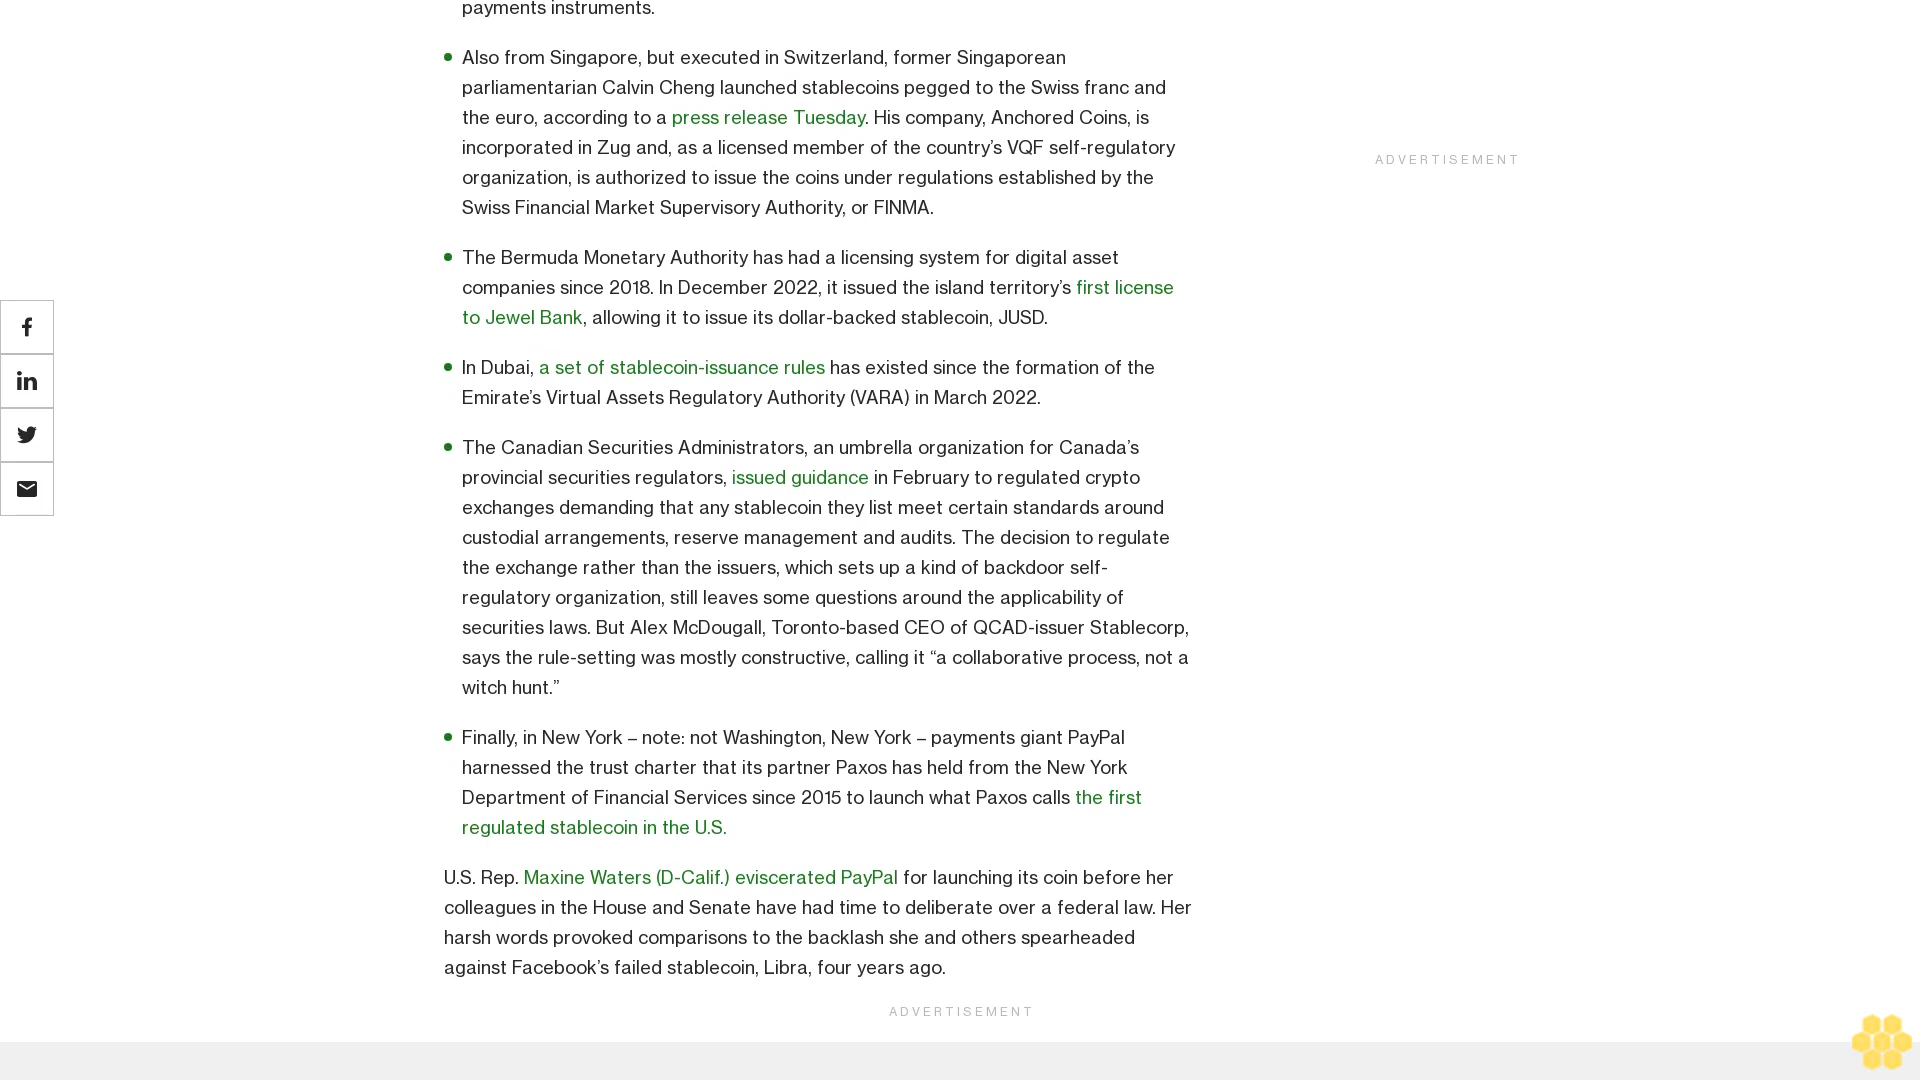 payments instruments.
Also from Singapore, but executed in Switzerland, former Singaporean
parliamentarian Calvin Cheng launched stablecoins pegged to the Swiss franc and
the euro, according to a press release Tuesday. His company, Anchored Coins, is
incorporated in Zug and, as a licensed member of the country’s VQF self-regulatory
organization, is authorized to issue the coins under regulations established by the
Swiss Financial Market Supervisory Authority, or FINMA.
ADVERTISEMENT
The Bermuda Monetary Authority has had a licensing system for digital asset
companies since 2018. In December 2022, it issued the island territory’s first license
to Jewel Bank, allowing it to issue its dollar-backed stablecoin, JUSD.
In Dubai, a set of stablecoin-issuance rules has existed since the formation of the
Emirate’s Virtual Assets Regulatory Authority (VARA) in March 2022.
The Canadian Securities Administrators, an umbrella organization for Canada’s
provincial securities regulators, issued guidance in February to regulated crypto
exchanges demanding that any stablecoin they list meet certain standards around
custodial arrangements, reserve management and audits. The decision to regulate
the exchange rather than the issuers, which sets up a kind of backdoor self-
regulatory organization, still leaves some questions around the applicability of
securities laws. But Alex McDougall, Toronto-based CEO of QCAD-issuer Stablecorp,
says the rule-setting was mostly constructive, calling it “a collaborative process, not a
witch hunt.”
Finally, in New York – note: not Washington, New York – payments giant PayPal
harnessed the trust charter that its partner Paxos has held from the New York
Department of Financial Services since 2015 to launch what Paxos calls the first
regulated stablecoin in the U.S.
U.S. Rep. Maxine Waters (D-Calif.) eviscerated PayPal for launching its coin before her
colleagues in the House and Senate have had time to deliberate over a federal law. Her
harsh words provoked comparisons to the backlash she and others spearheaded
against Facebook’s failed stablecoin, Libra, four years ago.
ADVERTISEMENT